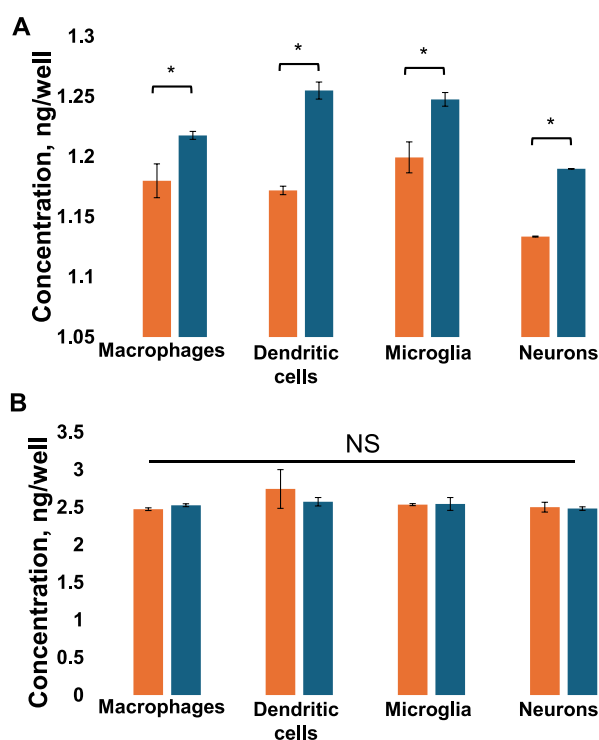 A
Concentration, ng/well
1.3
1.25
1.2
1.15
1.1
1.05
*
*
*
*
Macrophages
Dendritic
cells
Microglia
Neurons
B
Concentration, ng/well
3.5
3
2.5
2
1.5
1
0.5
0
NS
Macrophages
Dendritic
cells
Microglia
Neurons